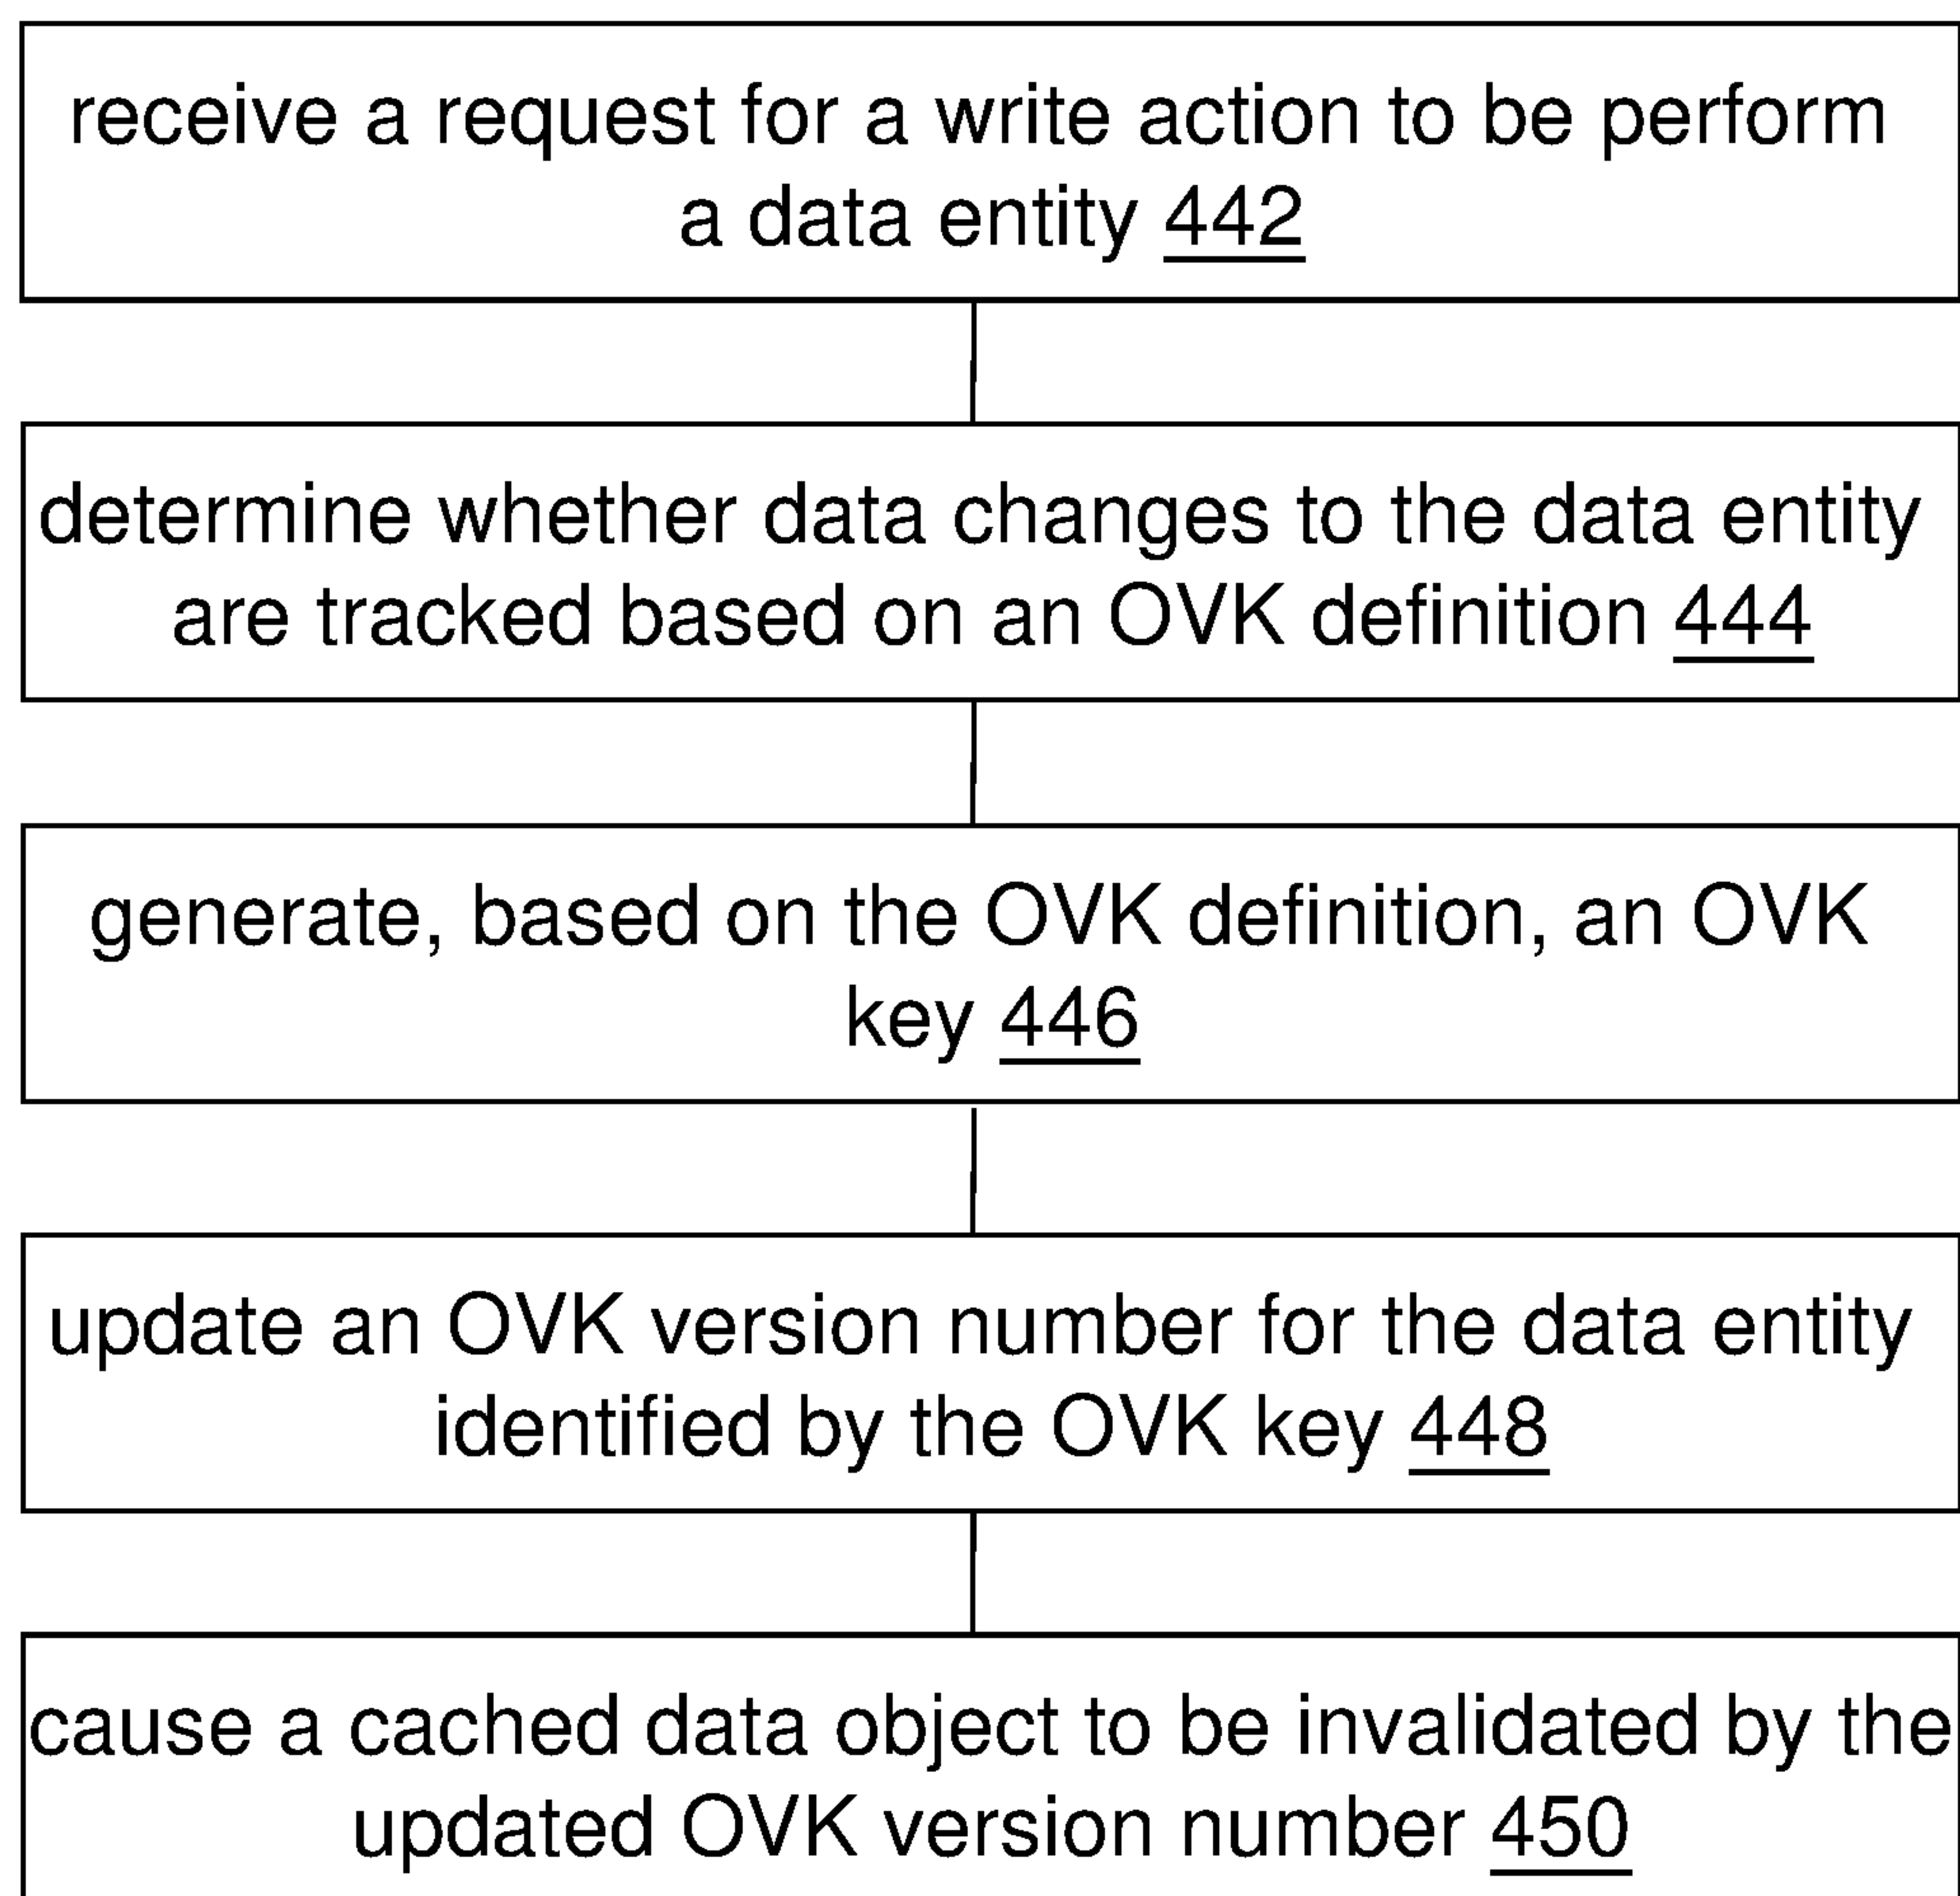 receive a request for a write action to be perform
a data entity 442
determine whether data changes to the data entity
are tracked based on an OVK definition 444
generate, based on the OVK definition, an OVK
key 446
update an OVK version number for the data entity
identified by the OVK key 448
cause a cached data object to be invalidated by the
updated OVK version number 450